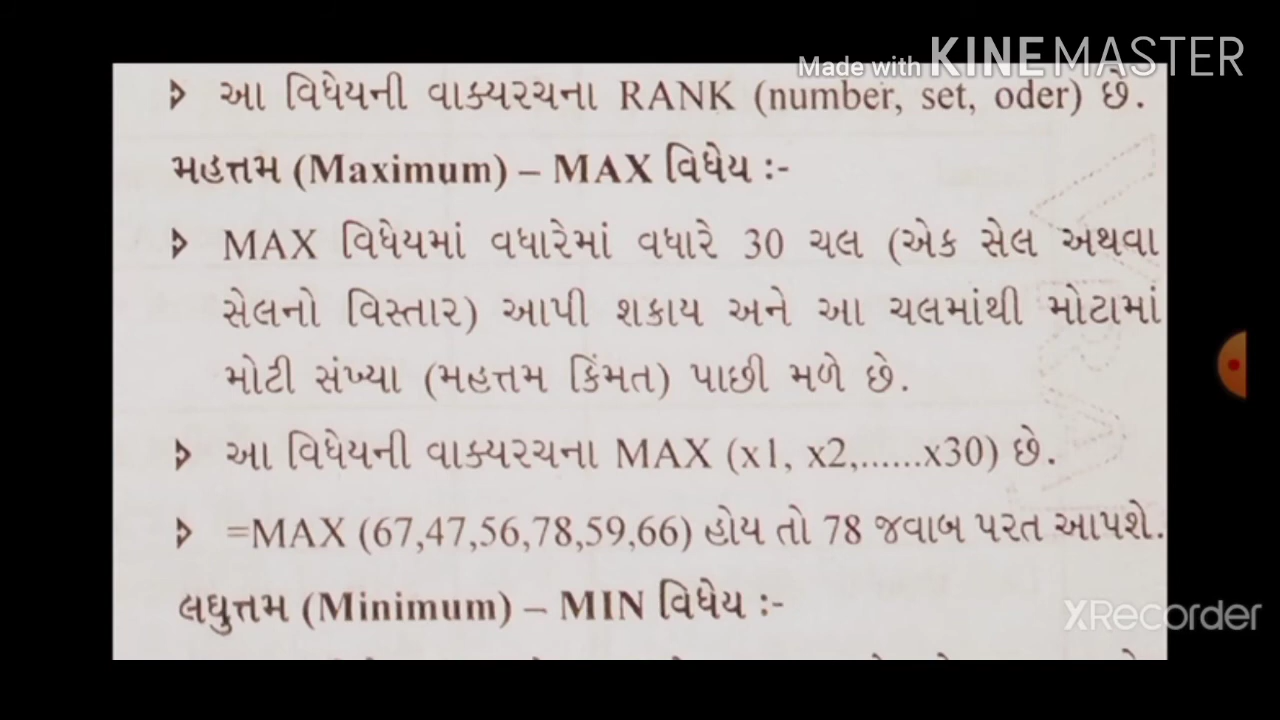 Made with KINEMASTER
આ વિધેયની વાક્યરચના RANK (number, set, oder) છે.
મહત્તમ (Maximum) – MAX વિધેય :-
MAX વિધેયમાં વધારેમાં વધારે 30 ચલ (એક સેલ અથવા
સેલનો વિસ્તાર) આપી શકાય અને આ ચલમાંથી મોટામાં
મોટી સંખ્યા (મહત્તમ કિંમત) પાછી મળે છે.
આ વિધેયની વાક્યરચના MAX (x1, x2,......x30) છે.
=MAX (67,47,56,78,59,66) હોય તો 78 જવાબ પરત આપશે.
લઘુત્તમ (Minimum) – MIN વિધેય :-
XRecorder